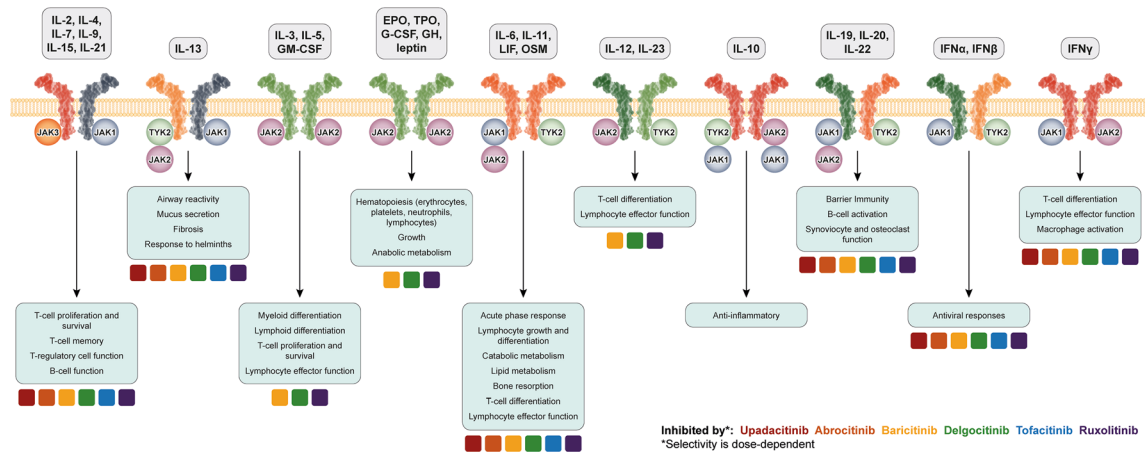 IL-2, IL-4,
IL-7, IL-9,
IL-15, IL-21
IL-13
IL-3, IL-5,
GM-CSF
EPO, TPO,
G-CSF, GH,
leptin
IL-6, IL-11,
LIF, OSM
IL-12, IL-23
IL-10
IL-19, IL-20,
IL-22
IFNα, IFNβ
IFNγ
JAK3
JAK1
TYK2
JAK1
JAK2
JAK2
JAK2
JAK2
JAK2
JAK1
TYK2
JAK2
JAK2
TYK2
TYK2
JAK2
JAK1
JAK1
JAK1
TYK2
JAK2
JAK1
TYK2
JAK1
JAK2
T-cell proliferation and
survival
T-cell memory
T-regulatory cell function
B-cell function
Airway reactivity
Mucus secretion
Fibrosis
Response to helminths
Myeloid differentiation
Lymphoid differentiation
T-cell proliferation and
survival
Lymphocyte effector function
Hematopoiesis (erythrocytes,
platelets, neutrophils,
lymphocytes)
Growth
Anabolic metabolism
Acute phase response
Lymphocyte growth and
differentiation
Catabolic metabolism
Lipid metabolism
Bone resorption
T-cell differentiation
Lymphocyte effector function
T-cell differentiation
Lymphocyte effector function
Anti-inflammatory
Barrier Immunity
B-cell activation
Synoviocyte and osteoclast
function
Antiviral responses
T-cell differentiation
Lymphocyte effector function
Macrophage activation
Inhibited by*: Upadacitinib Abrocitinib Baricitinib Delgocitinib Tofacitinib Ruxolitinib
*Selectivity is dose-dependent